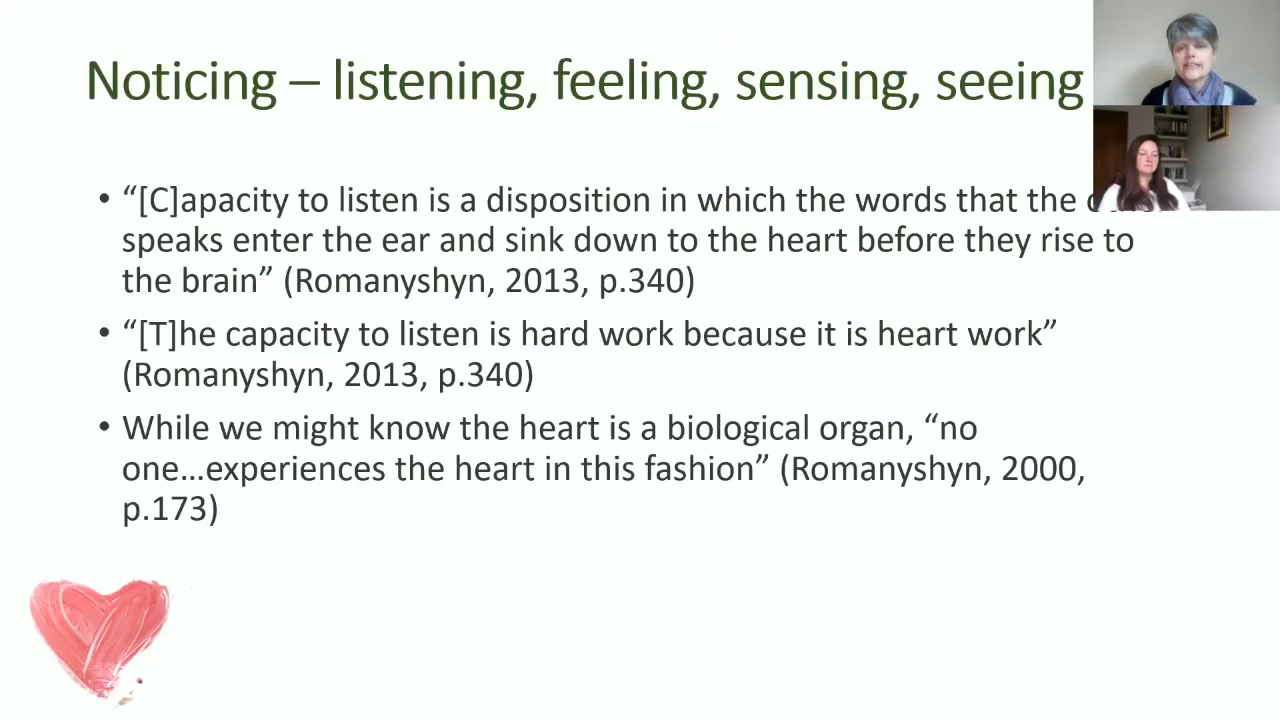 Noticing – listening, feeling, sensing, seeing
• “[C]apacity to listen is a disposition in which the words that the
speaks enter the ear and sink down to the heart before they rise to
the brain” (Romanyshyn, 2013, p.340)
• “[T]he capacity to listen is hard work because it is heart work”
(Romanyshyn, 2013, p.340)
• While we might know the heart is a biological organ, “no
one…experiences the heart in this fashion” (Romanyshyn, 2000,
p.173)